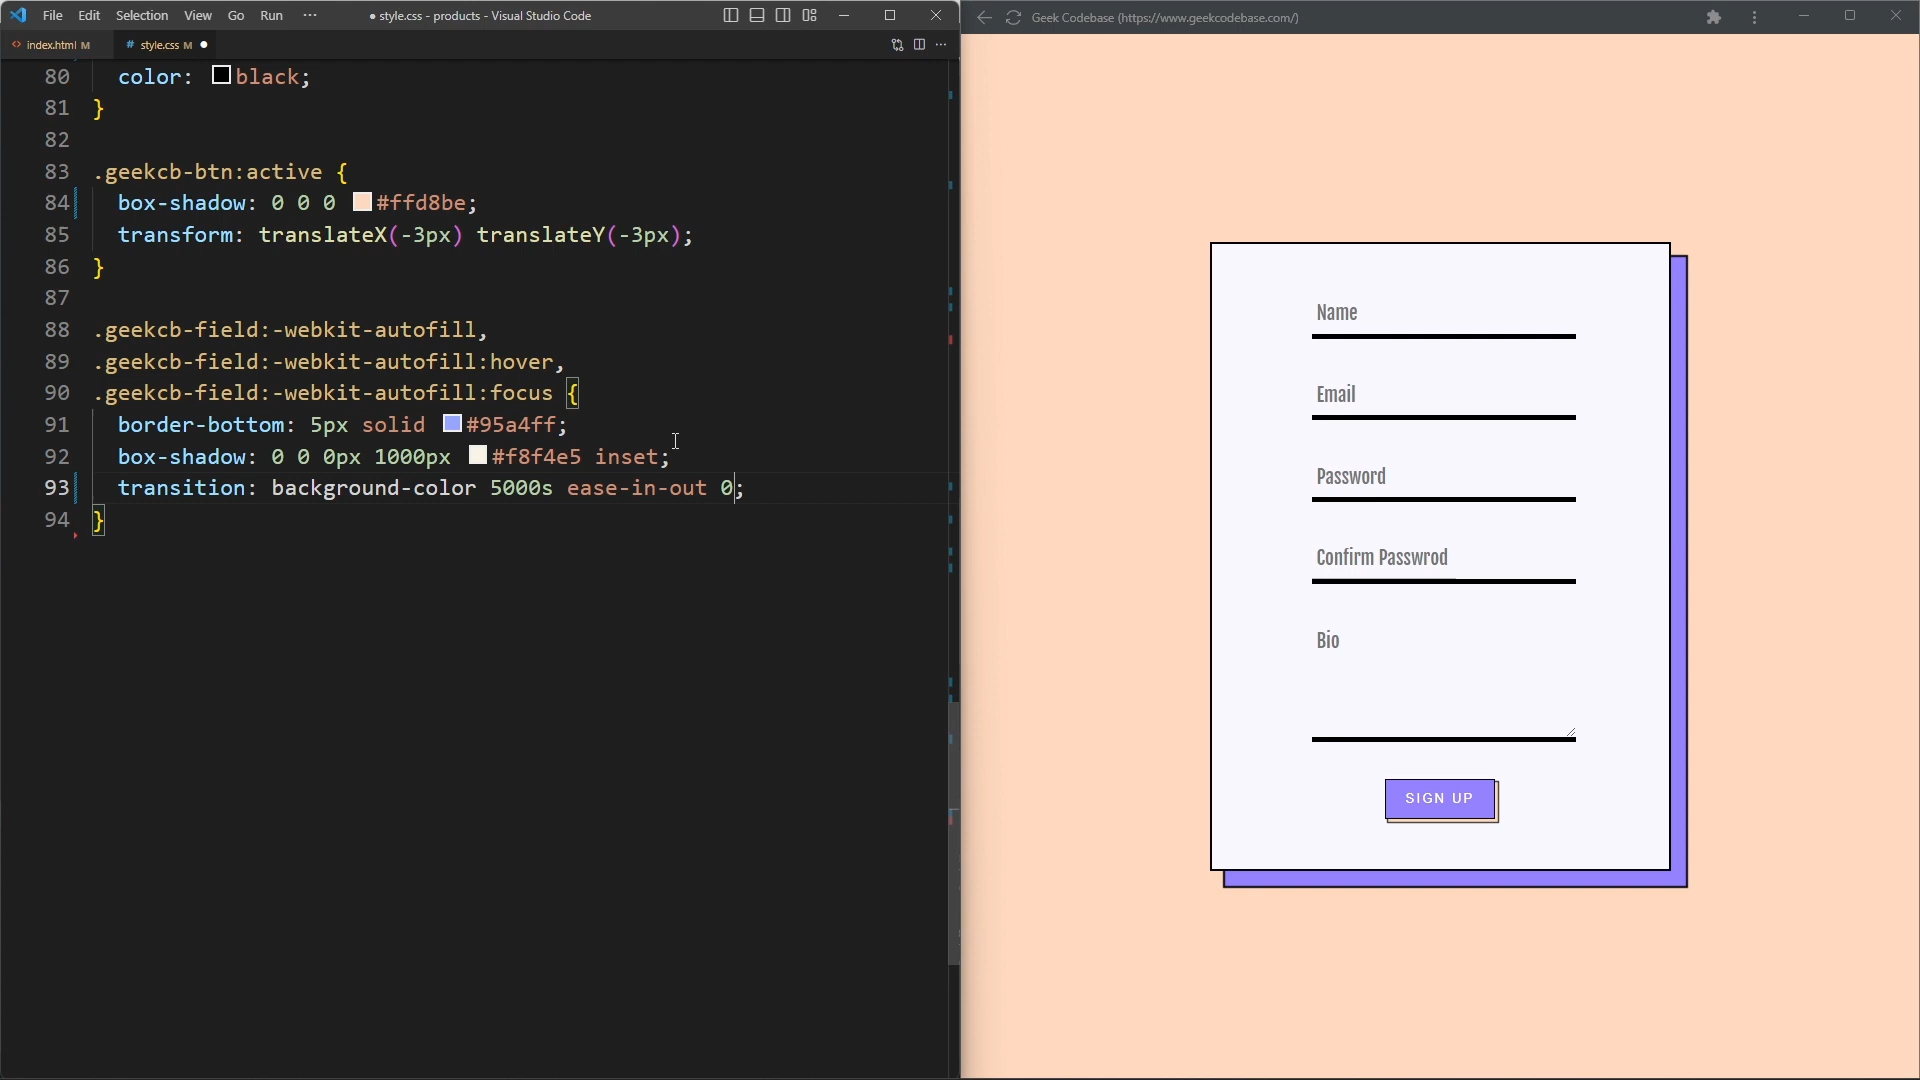 File Edit Selection View Go Run ··· ● style.css - products - Visual Studio Code
<> index.html M # style.css M ●
80 color: black;
81 }
82
83 .geekcb-btn:active {
84 box-shadow: 0 0 0 #ffd8be;
85 transform: translateX(-3px) translateY(-3px);
86 }
87
88 .geekcb-field:-webkit-autofill,
89 .geekcb-field:-webkit-autofill:hover,
90 .geekcb-field:-webkit-autofill:focus {
91 border-bottom: 5px solid #95a4ff;
92 box-shadow: 0 0 0px 1000px #f8f4e5 inset;
93 transition: background-color 5000s ease-in-out 0;
94 }
Geek Codebase (https://www.geekcodebase.com/)
Name
Email
Password
Confirm Passwrod
Bio
SIGN UP